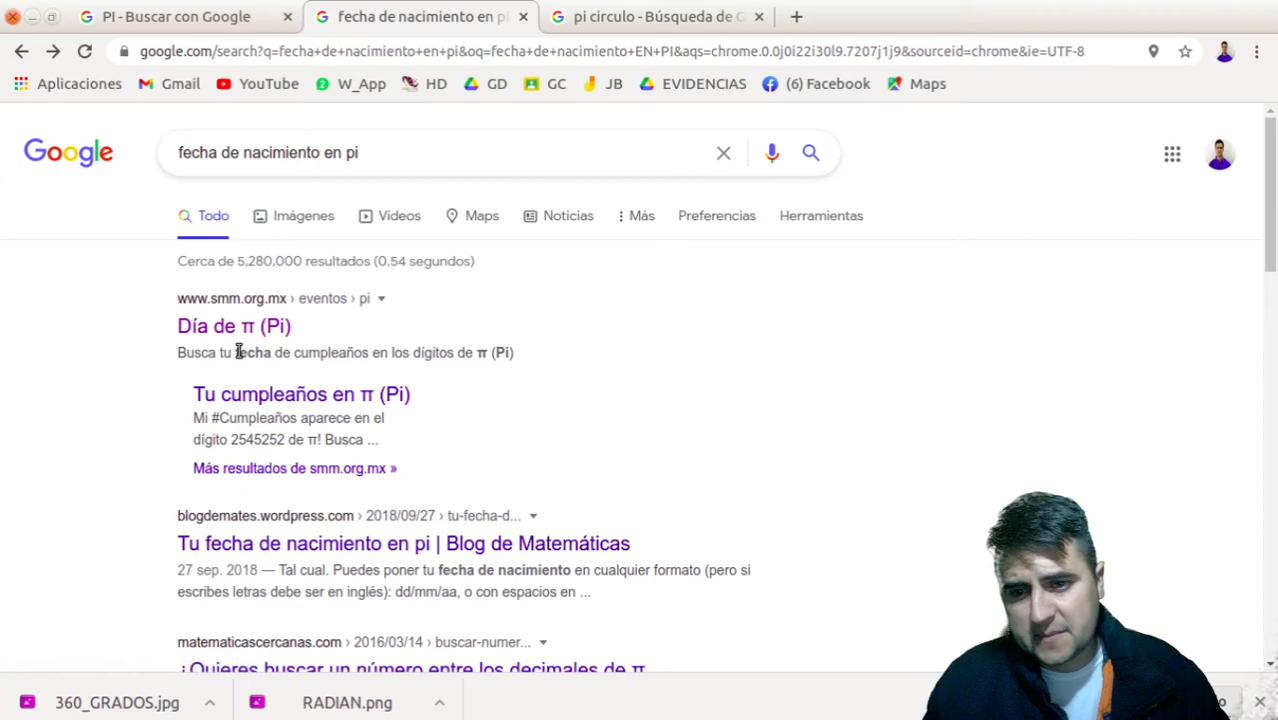 PI - Buscar con Google
fecha de nacimiento en pi
pi circulo - Búsqueda de G
google.com/search?q=fecha+de+nacimiento+en+pi&oq=fecha+de+nacimiento+EN+PI&aqs=chrome.0.0j0i22i30l9.7207j1j9&sourceid=chrome&ie=UTF-8
Aplicaciones Gmail YouTube W_App HD GD GC JB EVIDENCIAS (6) Facebook Maps
Google
fecha de nacimiento en pi
Todo Imágenes Videos Maps Noticias Más Preferencias Herramientas
Cerca de 5,280,000 resultados (0.54 segundos)
www.smm.org.mx › eventos › pi
Día de π (Pi)
Busca tu fecha de cumpleaños en los dígitos de π (Pi)
Tu cumpleaños en π (Pi)
Mi #Cumpleaños aparece en el
dígito 2545252 de π! Busca ...
Más resultados de smm.org.mx »
blogdemates.wordpress.com › 2018/09/27 › tu-fecha-d...
Tu fecha de nacimiento en pi | Blog de Matemáticas
27 sep. 2018 — Tal cual. Puedes poner tu fecha de nacimiento en cualquier formato (pero si
escribes letras debe ser en inglés): dd/mm/aa, o con espacios en ...
matematicascercanas.com › 2016/03/14 › buscar-numer...
¿Quieres buscar un número entre los decimales de π
360_GRADOS.jpg
RADIAN.png